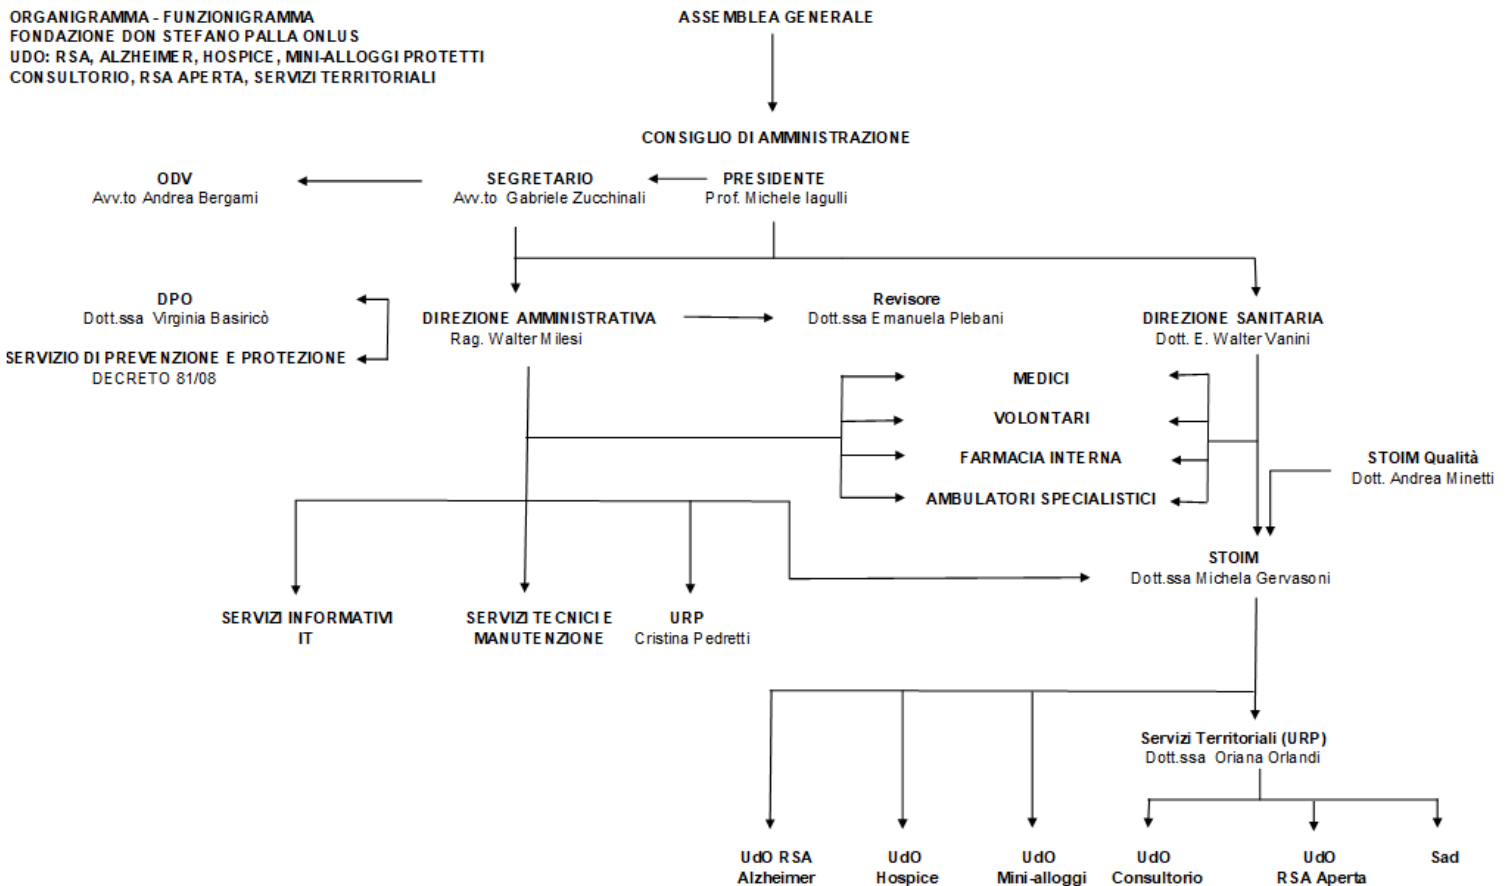 ORGANIGRAMMA - FUNZIONIGRAMMA
FONDAZIONE DON STEFANO PALLA ONLUS
UDO: RSA, ALZHEIMER, HOSPICE, MINI-ALLOGGI PROTETTI
CONSULTORIO, RSA APERTA, SERVIZI TERRITORIALI
ASSEMBLEA GENERALE
CONSIGLIO DI AMMINISTRAZIONE
ODV
Avv.to Andrea Bergami
SEGRETARIO
Avv.to Gabriele Zucchinali
PRESIDENTE
Prof. Michele Iagulli
DPO
Dott.ssa Virginia Basiricò
SERVIZIO DI PREVENZIONE E PROTEZIONE
DECRETO 81/08
DIREZIONE AMMINISTRATIVA
Rag. Walter Milesi
Revisore
Dott.ssa Emanuela Plebani
DIREZIONE SANITARIA
Dott. E. Walter Vanini
MEDICI
VOLONTARI
FARMACIA INTERNA
AMBULATORI SPECIALISTICI
STOIM Qualità
Dott. Andrea Minetti
STOIM
Dott.ssa Michela Gervasoni
SERVIZI INFORMATIVI
IT
SERVIZI TECNICI E
MANUTENZIONE
URP
Cristina Pedretti
Servizi Territoriali (URP)
Dott.ssa Oriana Orlandi
UdO RSA
Alzheimer
UdO
Hospice
UdO
Mini-alloggi
UdO
Consultorio
UdO
RSA Aperta
Sad